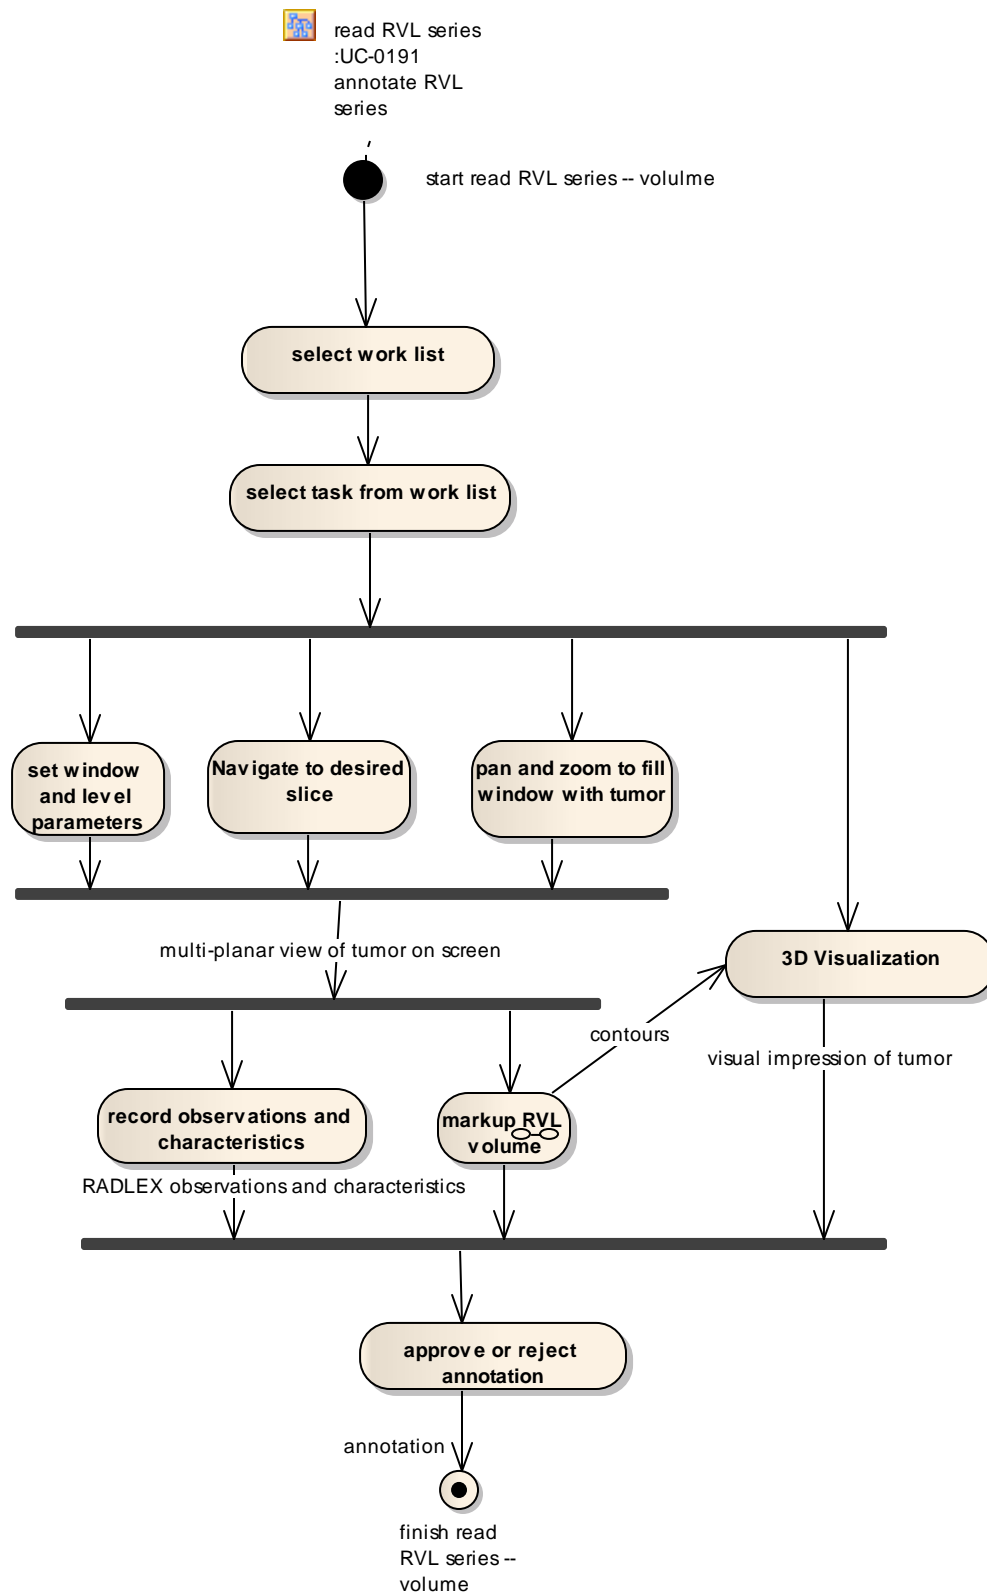 read RVL series
:UC-0191
annotate RVL
series
start read RVL series -- volulme
select work list
select task from work list
set window
and level
parameters
Navigate to desired
slice
pan and zoom to fill
window with tumor
multi-planar view of tumor on screen
3D Visualization
contours
visual impression of tumor
record observations and
characteristics
markup RVL
volume
RADLEX observations and characteristics
approve or reject
annotation
annotation
finish read
RVL series --
volume